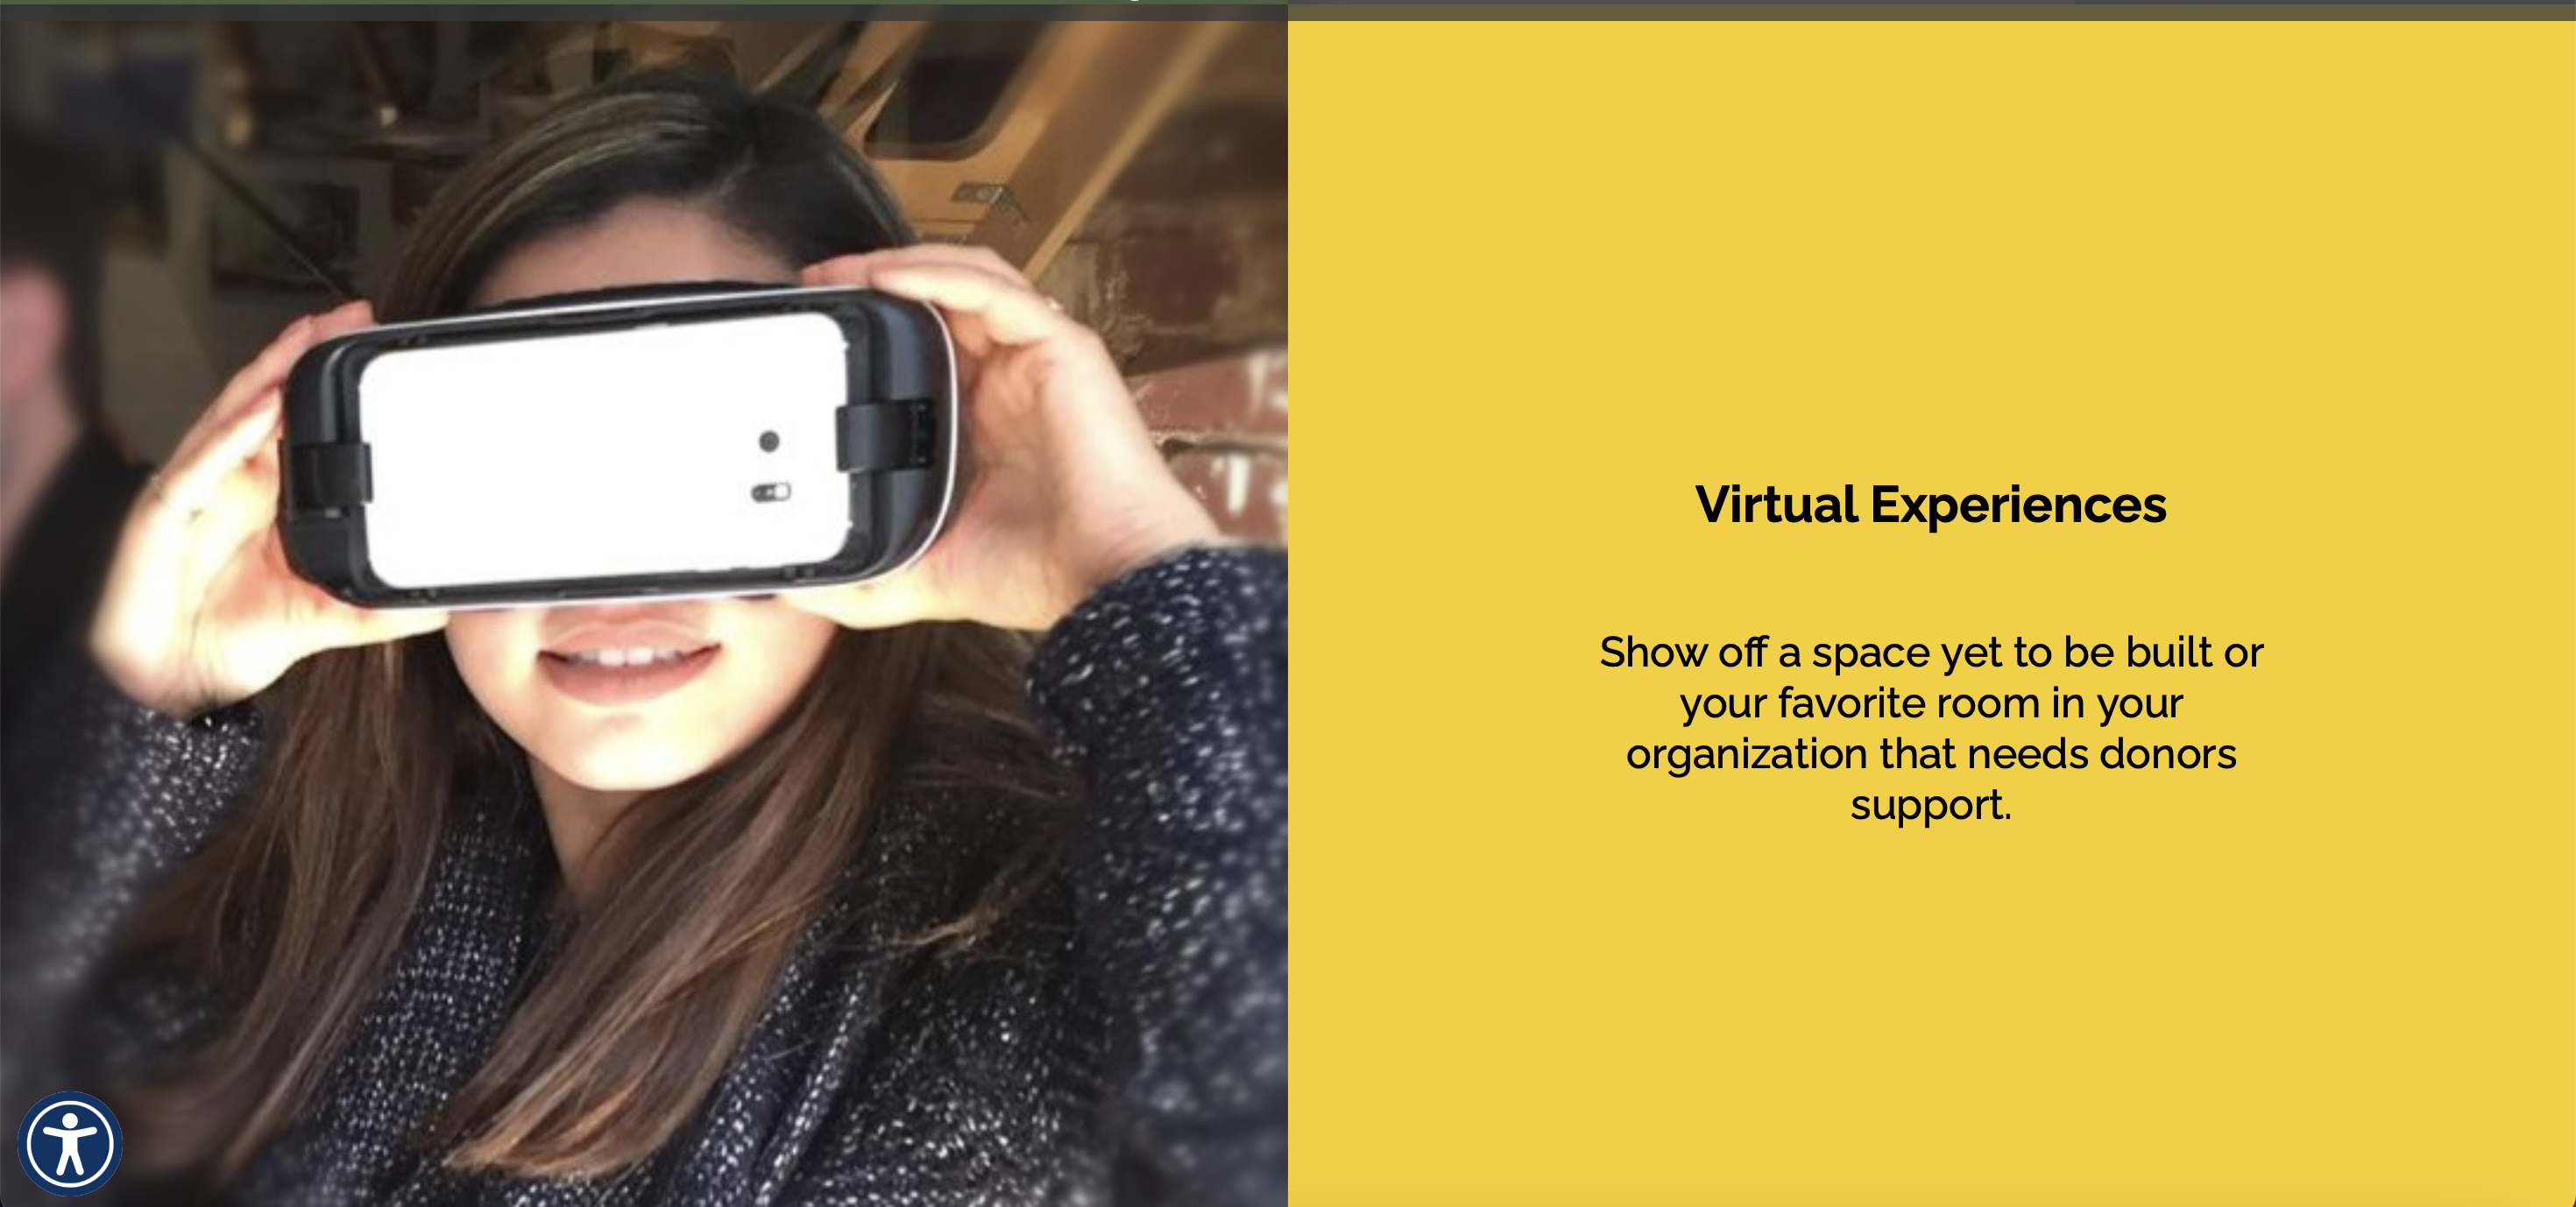 Virtual Experiences
Show off a space yet to be built or
your favorite room in your
organization that needs donors
support.